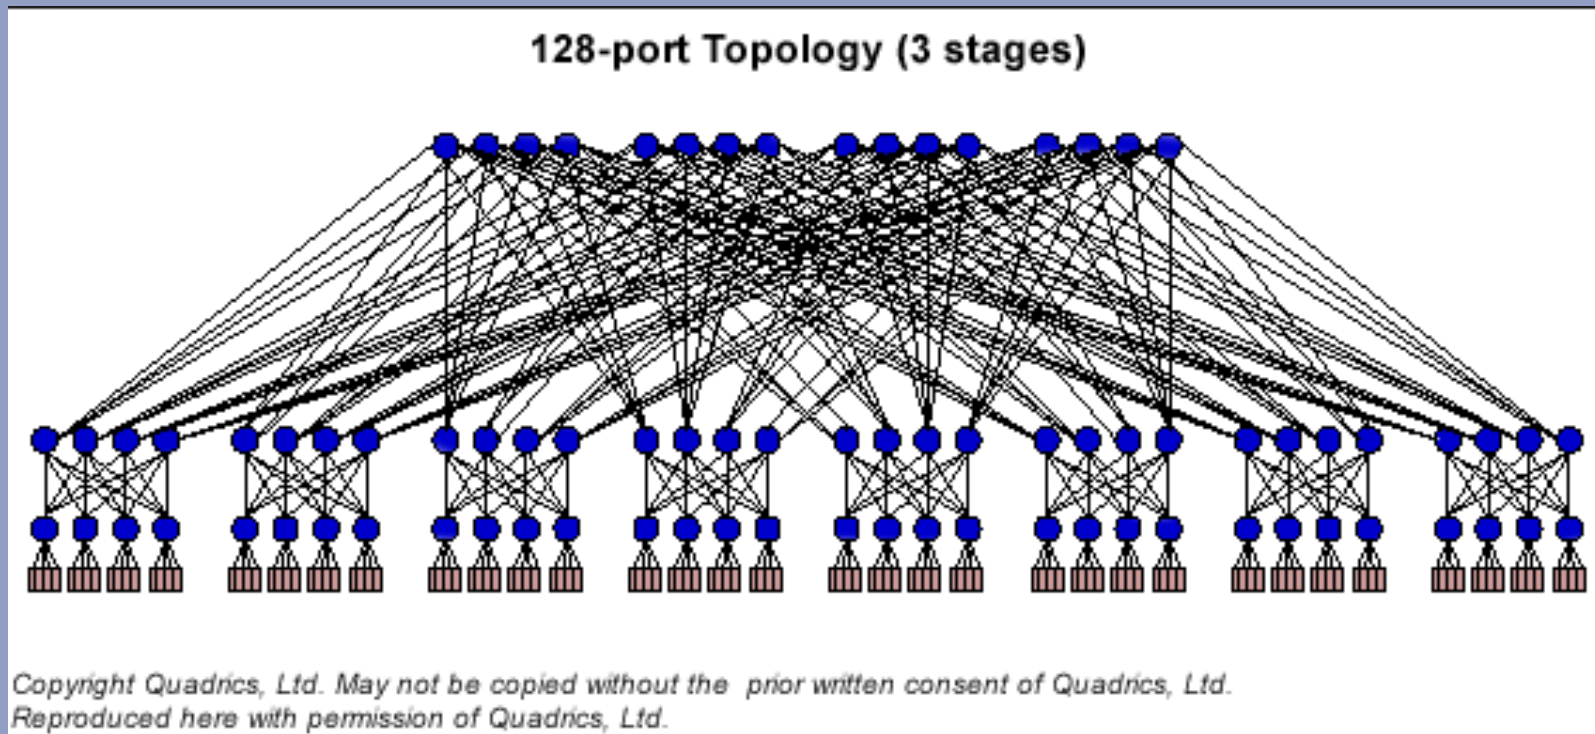 128-port Topology (3 stages)
Copyright Quadrics, Ltd. May not be copied without the  prior written consent of Quadrics, Ltd.
Reproduced here with permission of Quadrics, Ltd.